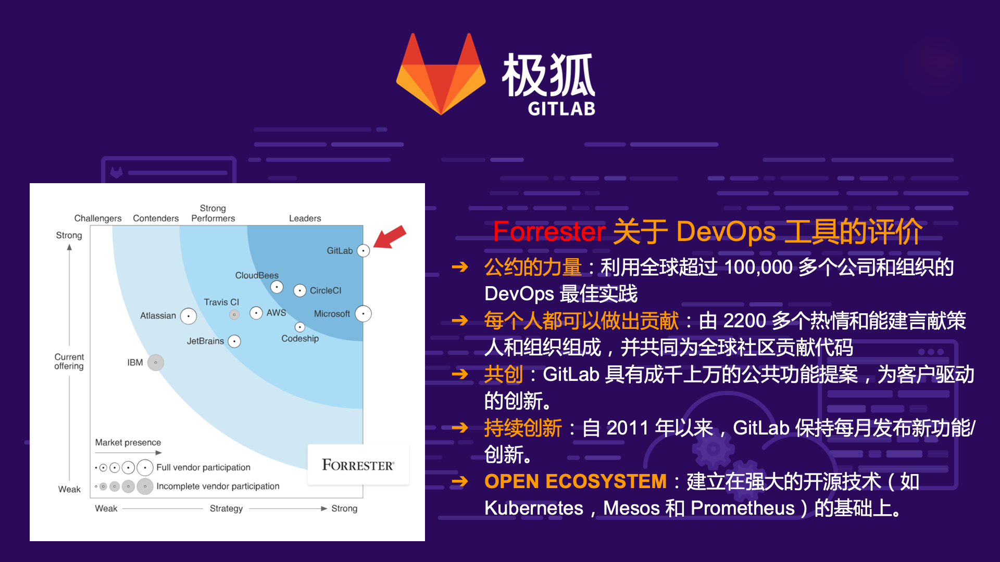 极狐
GITLAB
Strong
Challengers Contenders Performers Leaders
Strong
GitLab
CloudBees
CircleCI
Travis CI
Atlassian
AWS
Microsoft
JetBrains
Codeship
IBM
Current
offering
Market presence
Full vendor participation
Incomplete vendor participation
Weak
Weak Strategy Strong
FORRESTER®
Forrester 关于 DevOps 工具的评价
➔ 公约的力量：利用全球超过 100,000 多个公司和组织的
DevOps 最佳实践
➔ 每个人都可以做出贡献：由 2200 多个热情和能建言献策
人和组织组成，并共同为全球社区贡献代码
➔ 共创：GitLab 具有成千上万的公共功能提案，为客户驱动
的创新。
➔ 持续创新：自 2011 年以来，GitLab 保持每月发布新功能/
创新。
➔ OPEN ECOSYSTEM：建立在强大的开源技术（如
Kubernetes，Mesos 和 Prometheus）的基础上。